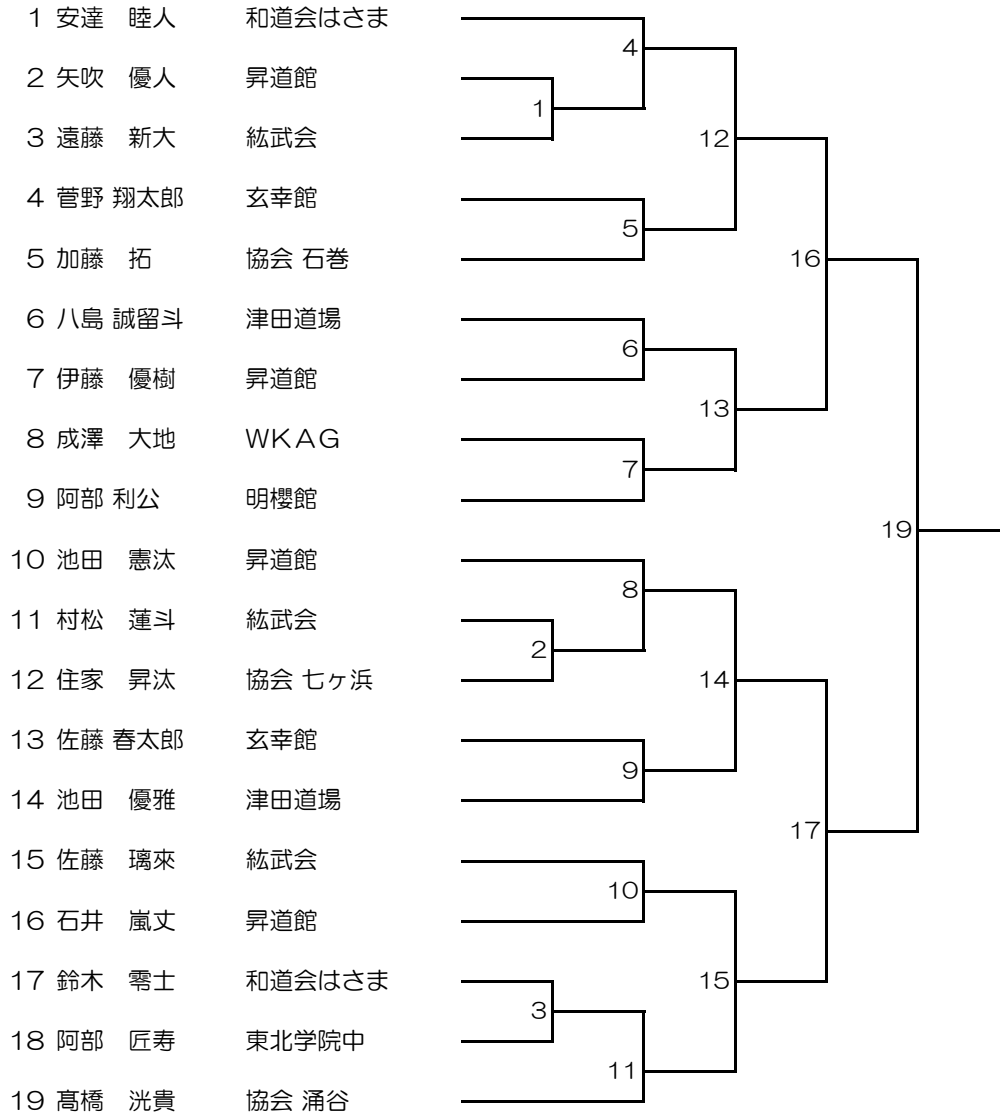 1 安達　睦人 和道会はさま
4
2 矢吹　優人 昇道館
1
3 遠藤　新大 紘武会
12
4 菅野 翔太郎 玄幸館
5
5 加藤　拓 協会 石巻
16
6 八島 誠留斗 津田道場
6
7 伊藤　優樹 昇道館
13
8 成澤　大地 ＷＫＡＧ
7
9 阿部 利公 明櫻館
19
10 池田　憲汰 昇道館
8
11 村松　蓮斗 紘武会
2
12 住家　昇汰 協会 七ヶ浜
14
13 佐藤 春太郎 玄幸館
9
14 池田　優雅 津田道場
17
15 佐藤　璃來 紘武会
10
16 石井　嵐丈 昇道館
17 鈴木　零士 和道会はさま
15
3
18 阿部　匠寿 東北学院中
11
19 髙橋　洸貴 協会 涌谷